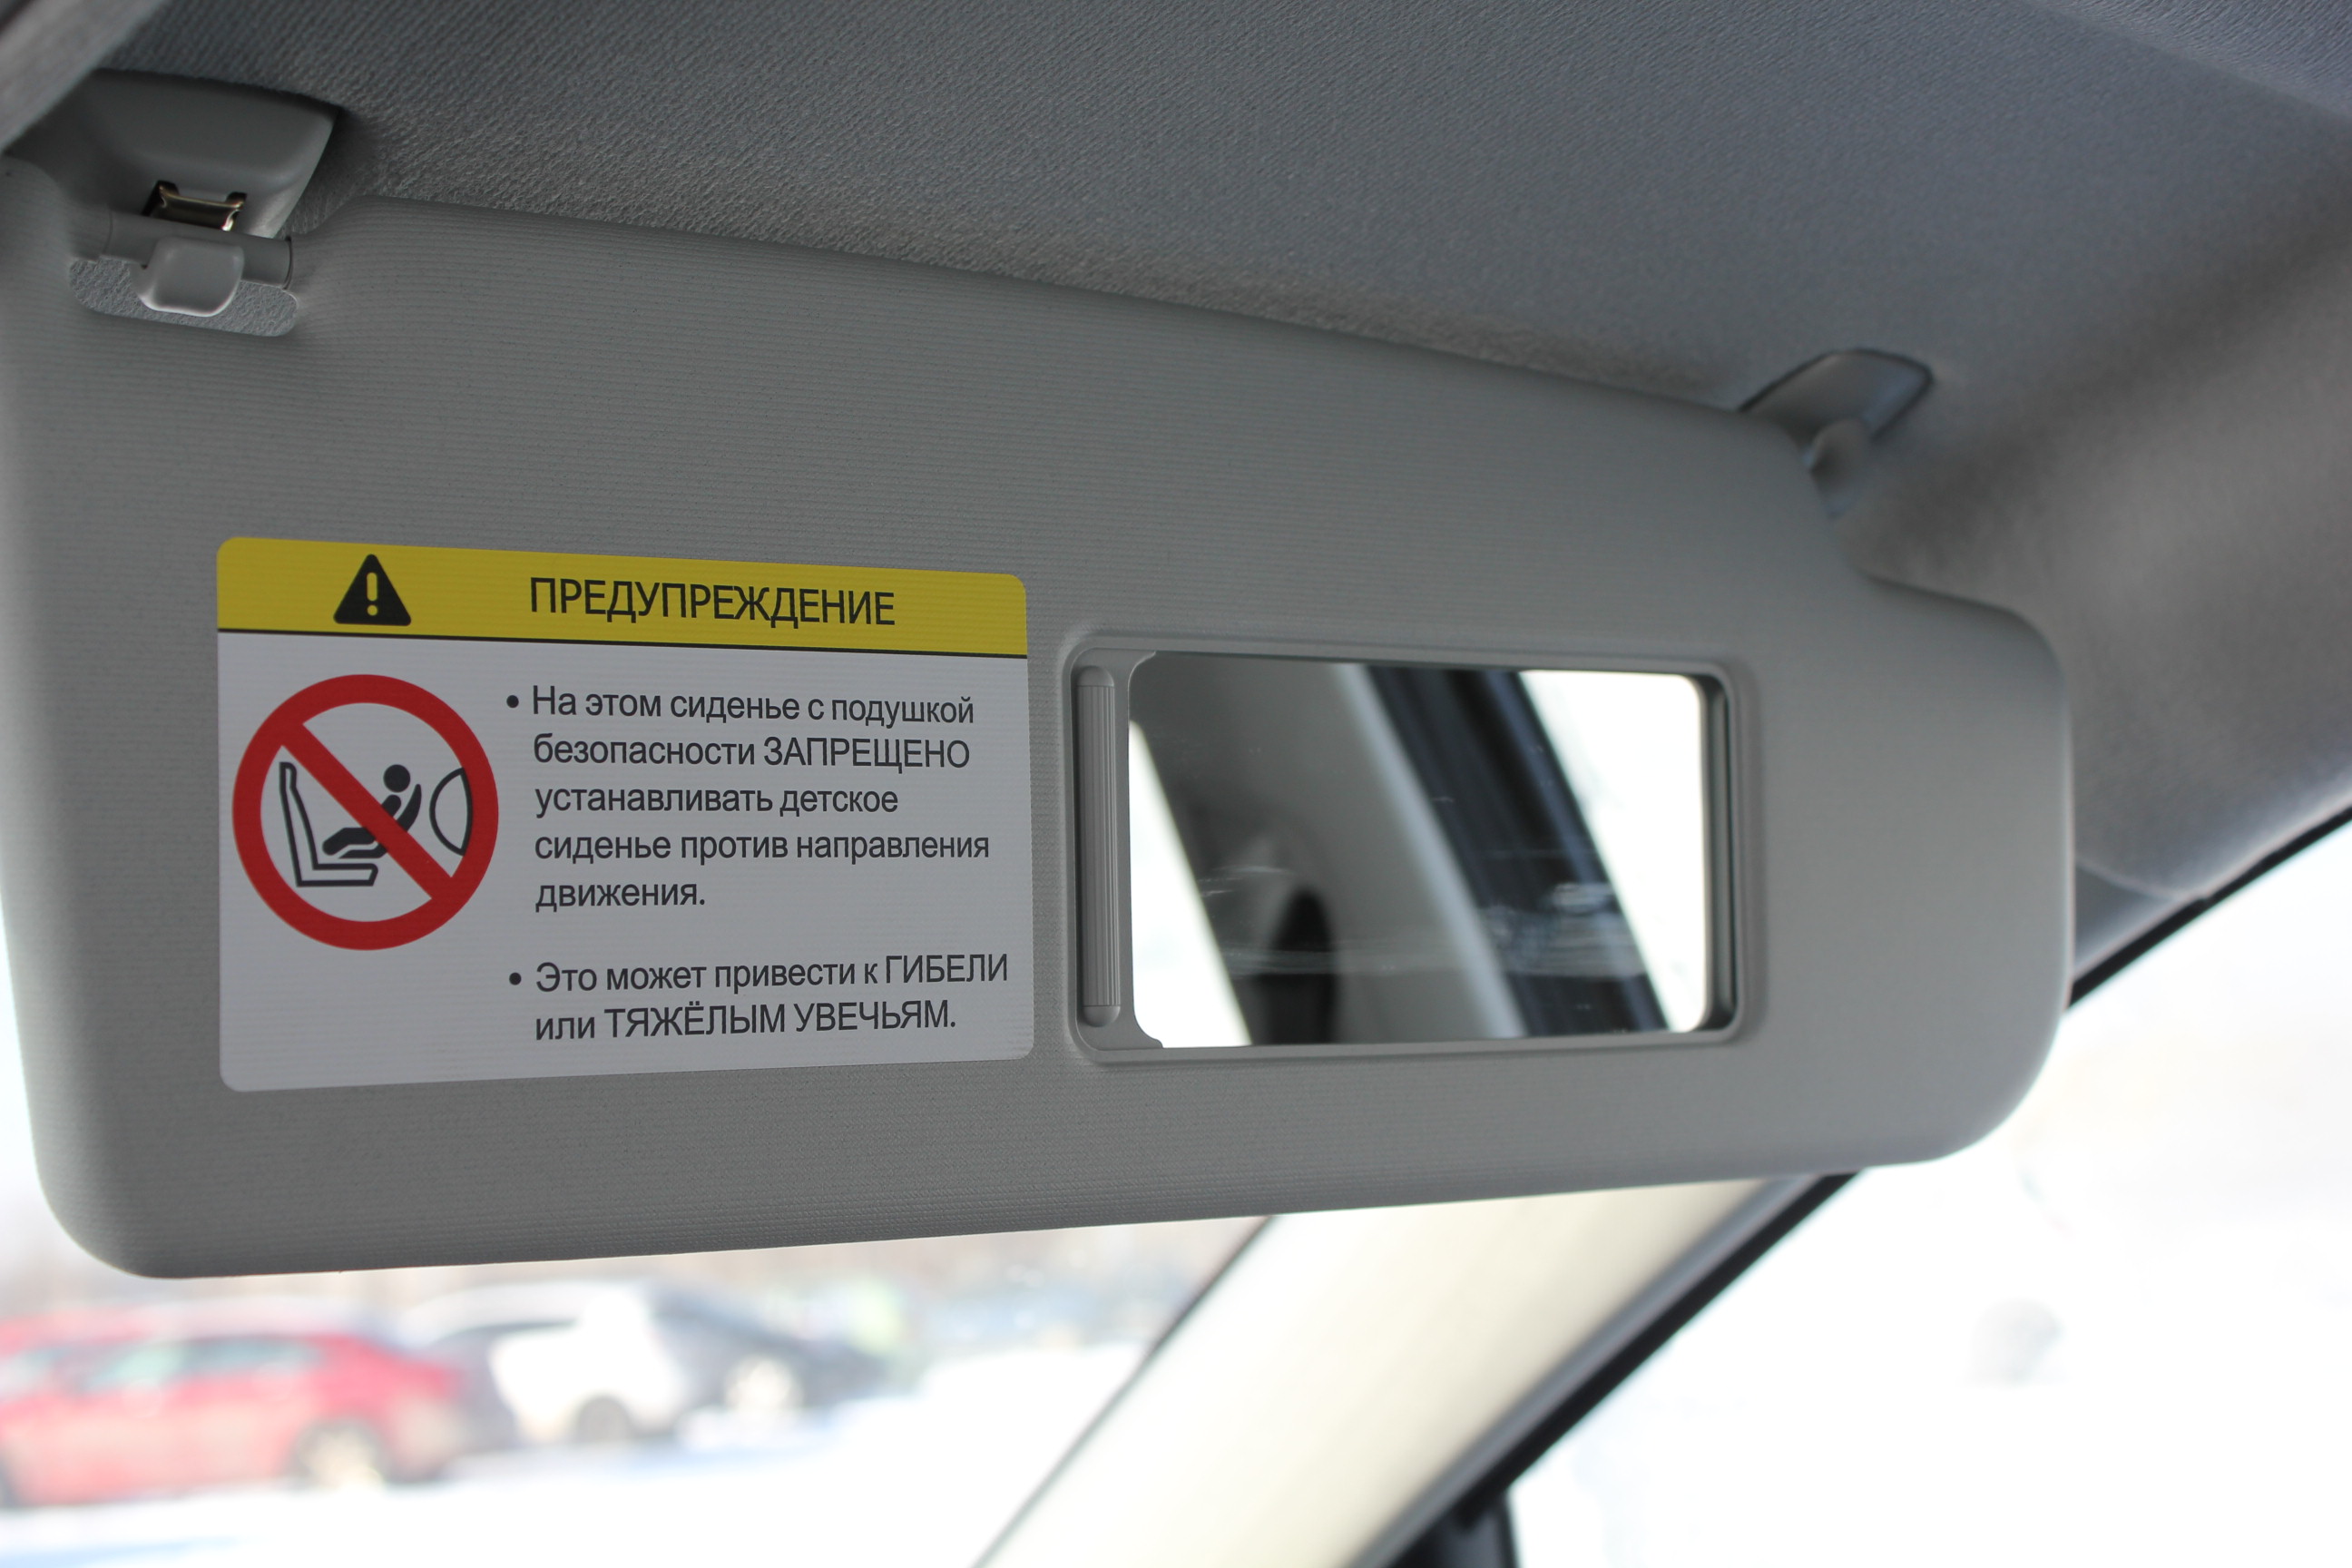 ПРЕДУПРЕЖДЕНИЕ
• На этом сиденье с подушкой
безопасности ЗАПРЕЩЕНО
устанавливать детское
сиденье против направления
движения.
• Это может привести к ГИБЕЛИ
или ТЯЖЁЛЫМ УВЕЧЬЯМ.